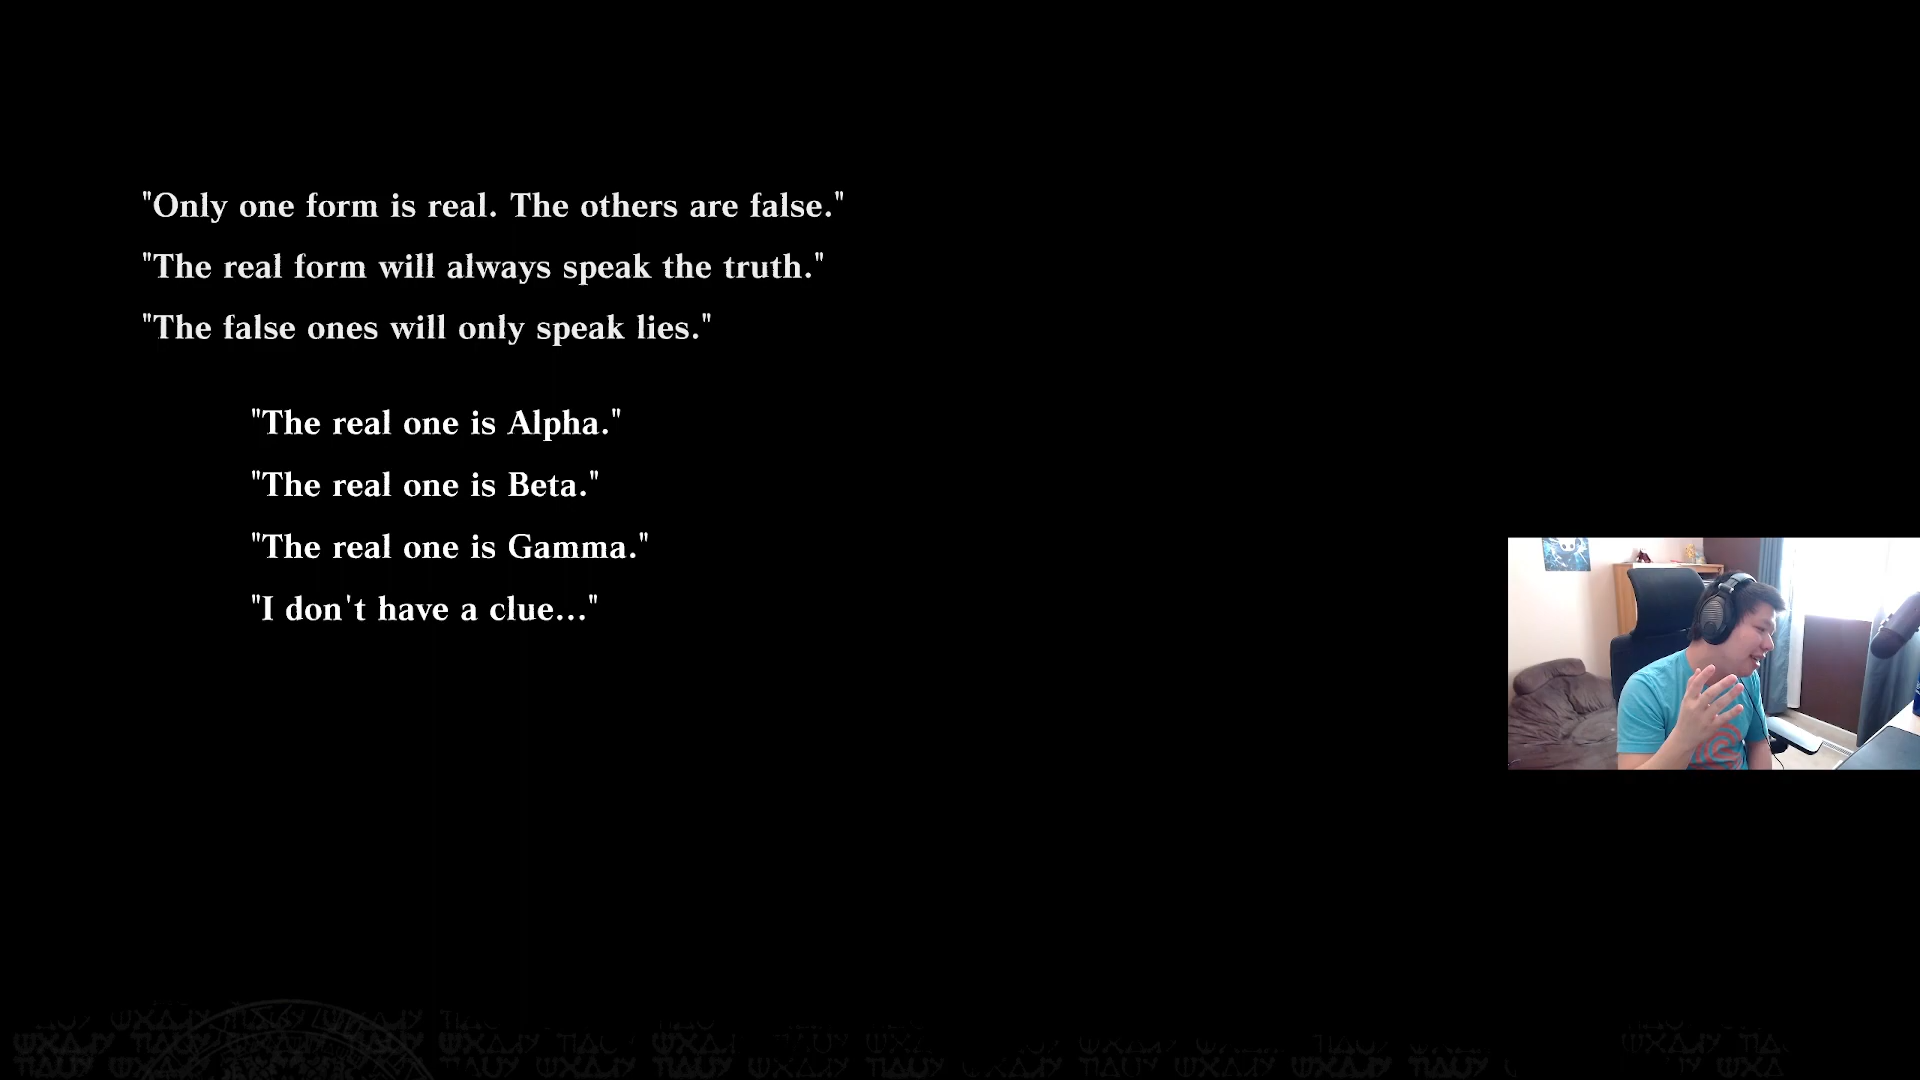 "Only one form is real. The others are false."
"The real form will always speak the truth."
"The false ones will only speak lies."
"The real one is Alpha."
"The real one is Beta."
"The real one is Gamma."
"I don't have a clue..."